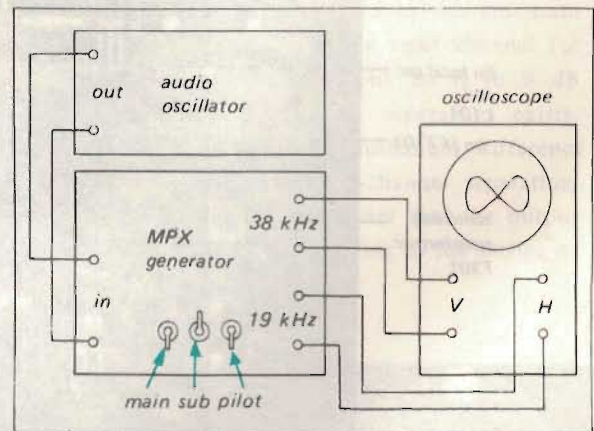 audio
out
oscillator
oscilloscope
38 kHz
MPX
generator
in
19 kHz
V
H
main sub pilot